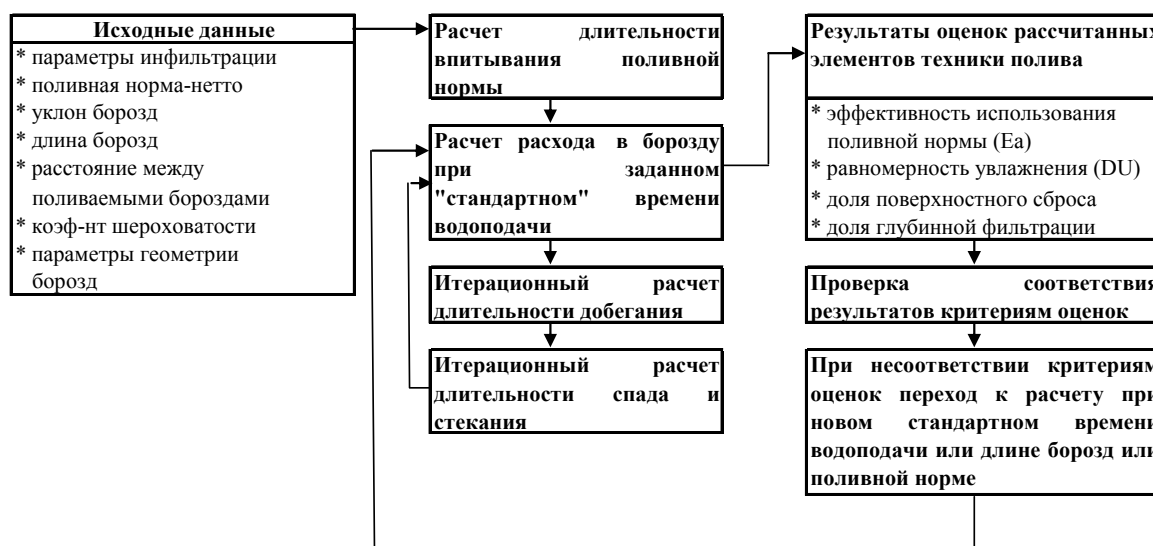 Исходные данные
* параметры инфильтрации
* поливная норма-нетто
* уклон борозд
* длина борозд
* расстояние между
поливаемыми бороздами
* коэф-нт шероховатости
* параметры геометрии
борозд
Расчет длительности
впитывания поливной
нормы
Расчет расхода в борозду
при заданном
"стандартном" времени
водоподачи
Итерационный расчет
длительности добегания
Итерационный расчет
длительности спада и
стекания
Результаты оценок рассчитанных
элементов техники полива
* эффективность использования
поливной нормы (Ea)
* равномерность увлажнения (DU)
* доля поверхностного сброса
* доля глубинной фильтрации
Проверка соответствия
результатов критериям оценок
При несоответствии критериям
оценок переход к расчету при
новом стандартном времени
водоподачи или длине борозд или
поливной норме